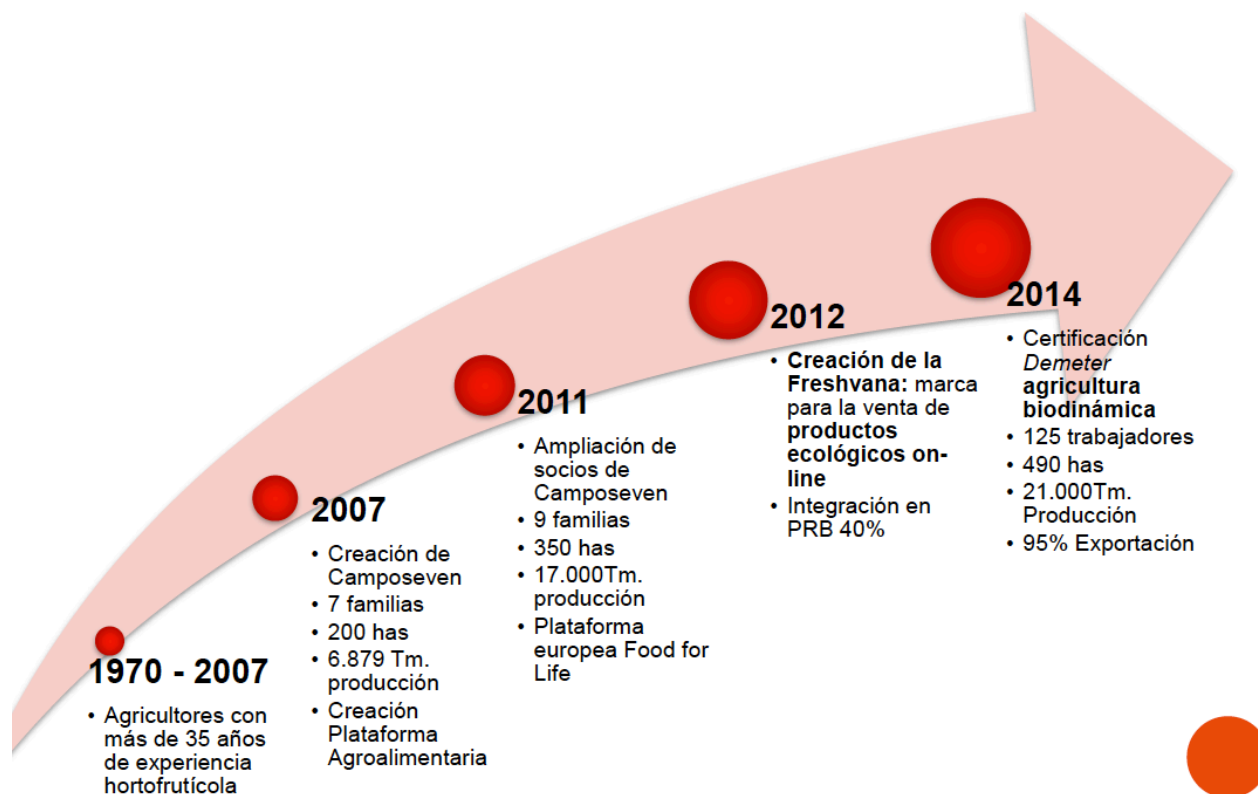 1970 - 2007
• Agricultores con
más de 35 años
de experiencia
hortofrutícola
2007
• Creación de
Camposeven
• 7 familias
• 200 has
• 6.879 Tm.
producción
• Creación
Plataforma
Agroalimentaria
2011
• Ampliación de
socios de
Camposeven
• 9 familias
• 350 has
• 17.000Tm.
producción
• Plataforma
europea Food for
Life
2012
• Creación de la
Freshvana: marca
para la venta de
productos
ecológicos on-
line
• Integración en
PRB 40%
2014
• Certificación
Demeter
agricultura
biodinámica
• 125 trabajadores
• 490 has
• 21.000Tm.
Producción
• 95% Exportación